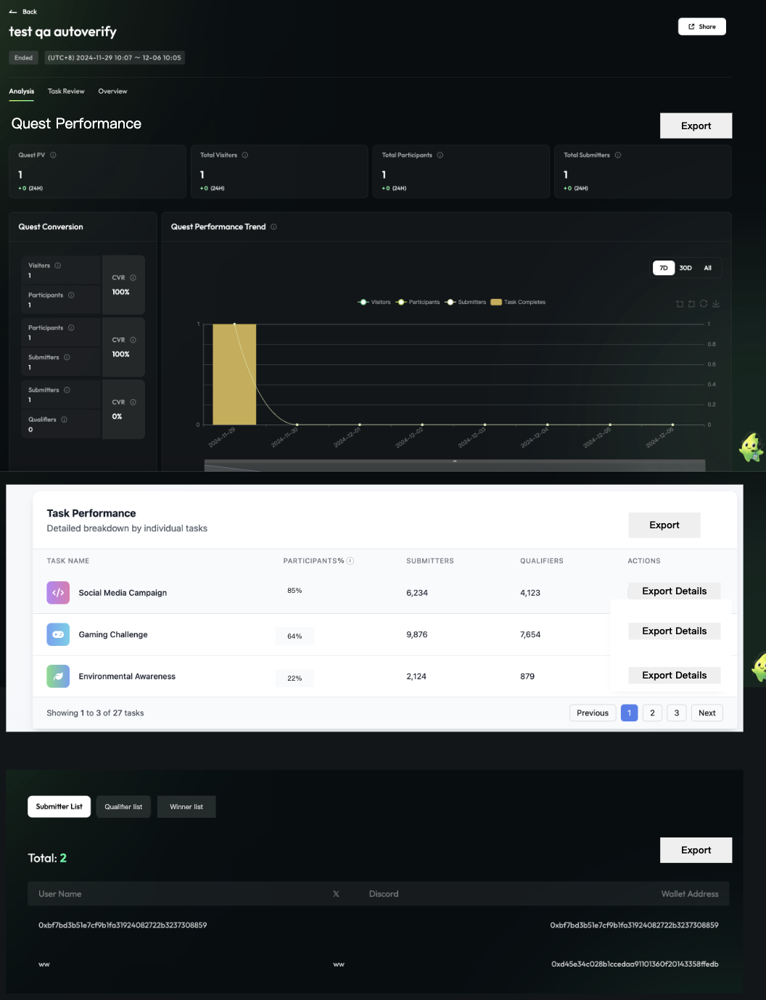 Back
test qa autoverify
Share
Ended (UTC+8) 2024-11-29 10:07 ~ 12-06 10:05
Analysis Task Review Overview
Quest Performance
Export
Quest PV Total Visitors Total Participants Total Submitters
1 1 1 1
+0 (24H) +0 (24H) +0 (24H) +0 (24H)
Quest Conversion
Visitors
1
Participants
1
CVR
100%
Participants
1
Submitters
1
CVR
100%
Submitters
1
Qualifiers
0
CVR
0%
Quest Performance Trend
7D 30D All
Visitors Participants Submitters Task Completes
1
0
1
0.8
0.6
0.4
0.2
0
2024-11-29 2024-11-30 2024-12-01 2024-12-02 2024-12-03 2024-12-04 2024-12-05 2024-12-06
Task Performance
Detailed breakdown by individual tasks
Export
TASK NAME PARTICIPANTS% SUBMITTERS QUALIFIERS ACTIONS
Social Media Campaign 85% 6,234 4,123 Export Details
Gaming Challenge 64% 9,876 7,654 Export Details
Environmental Awareness 22% 2,124 879 Export Details
Showing 1 to 3 of 27 tasks
Previous 1 2 3 Next
Submitter List Qualifier list Winner list
Total: 2
Export
User Name 𝕏 Discord Wallet Address
0xbf7bd3b51e7cf9b1fa31924082722b3237308859 0xbf7bd3b51e7cf9b1fa31924082722b3237308859
ww ww 0xd45e34c028b1ccedaa91101360f20143358ffedb